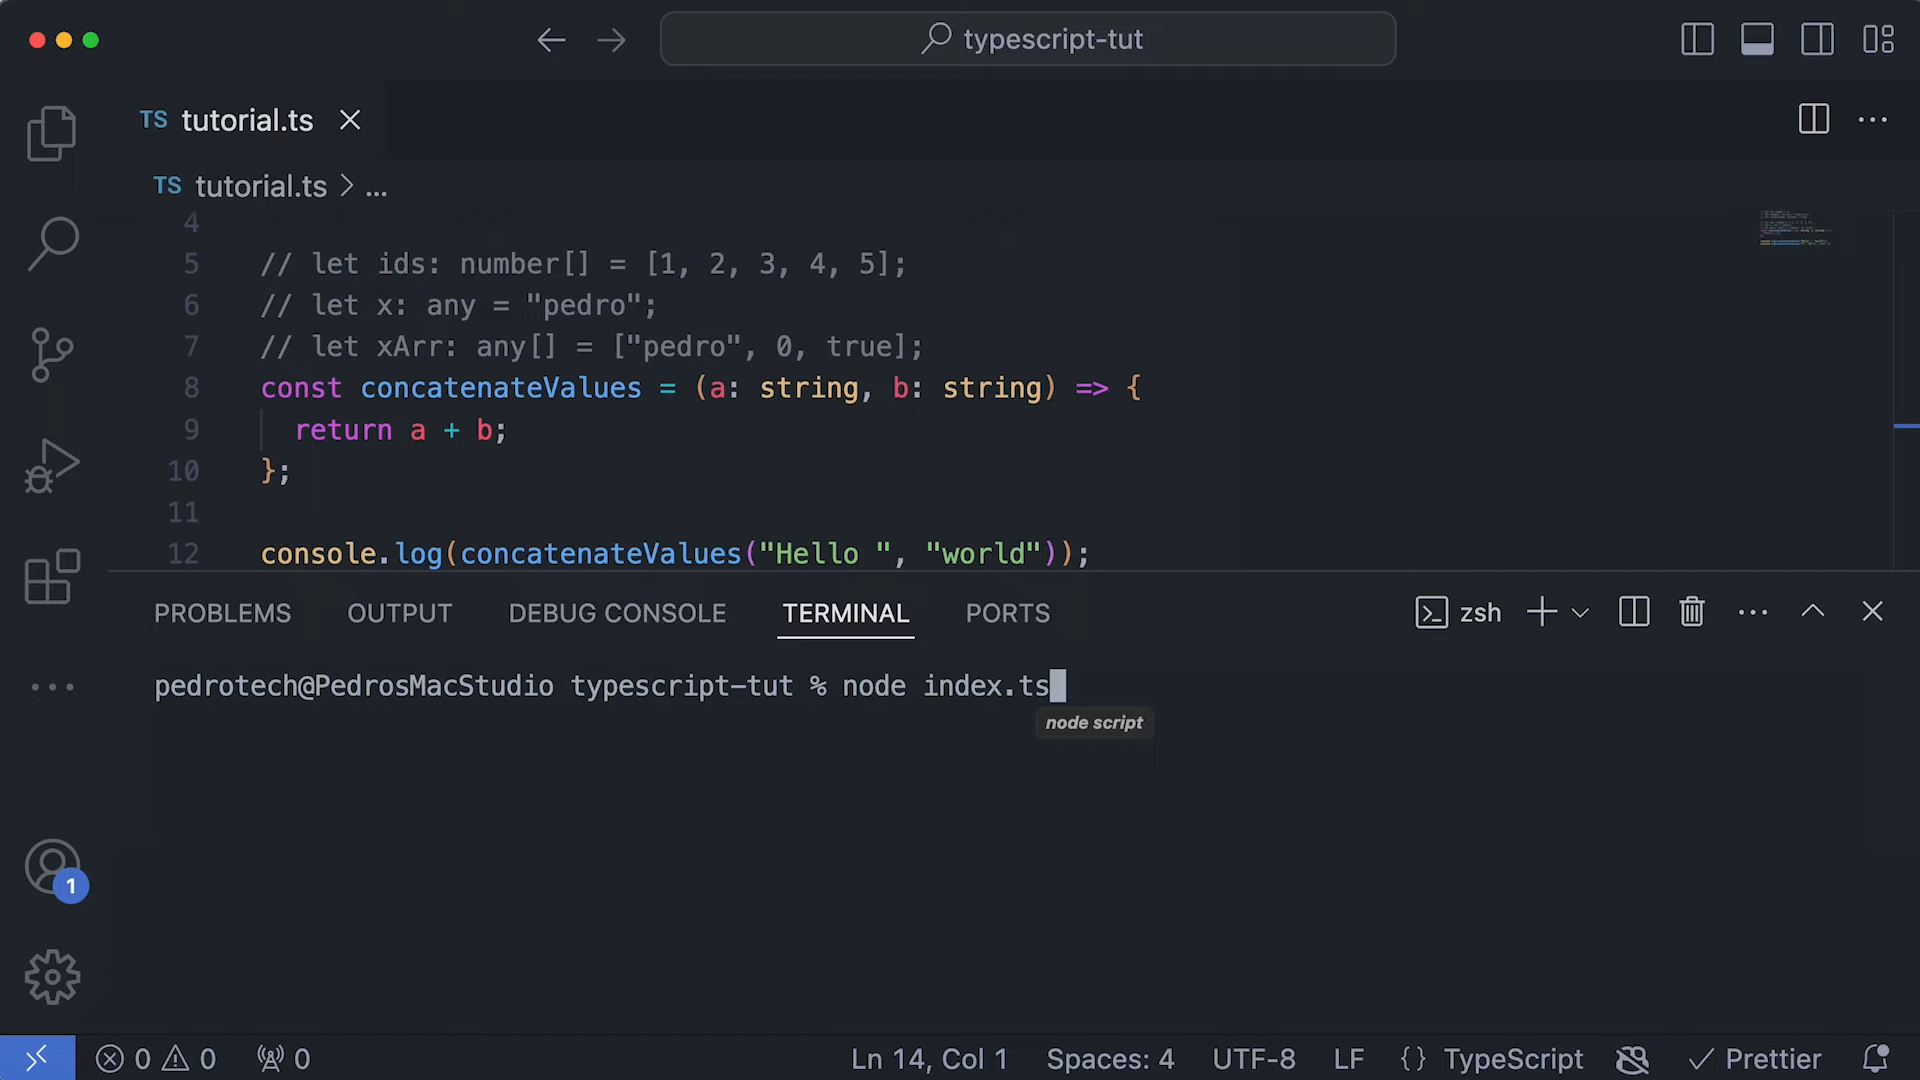 typescript-tut
TS tutorial.ts
TS tutorial.ts > ...
4
5 // let ids: number[] = [1, 2, 3, 4, 5];
6 // let x: any = "pedro";
7 // let xArr: any[] = ["pedro", 0, true];
8 const concatenateValues = (a: string, b: string) => {
9 return a + b;
10 };
11
12 console.log(concatenateValues("Hello ", "world"));
PROBLEMS OUTPUT DEBUG CONSOLE TERMINAL PORTS zsh
pedrotech@PedrosMacStudio typescript-tut % node index.ts
node script
1
0 0 0 Ln 14, Col 1 Spaces: 4 UTF-8 LF {} TypeScript Prettier